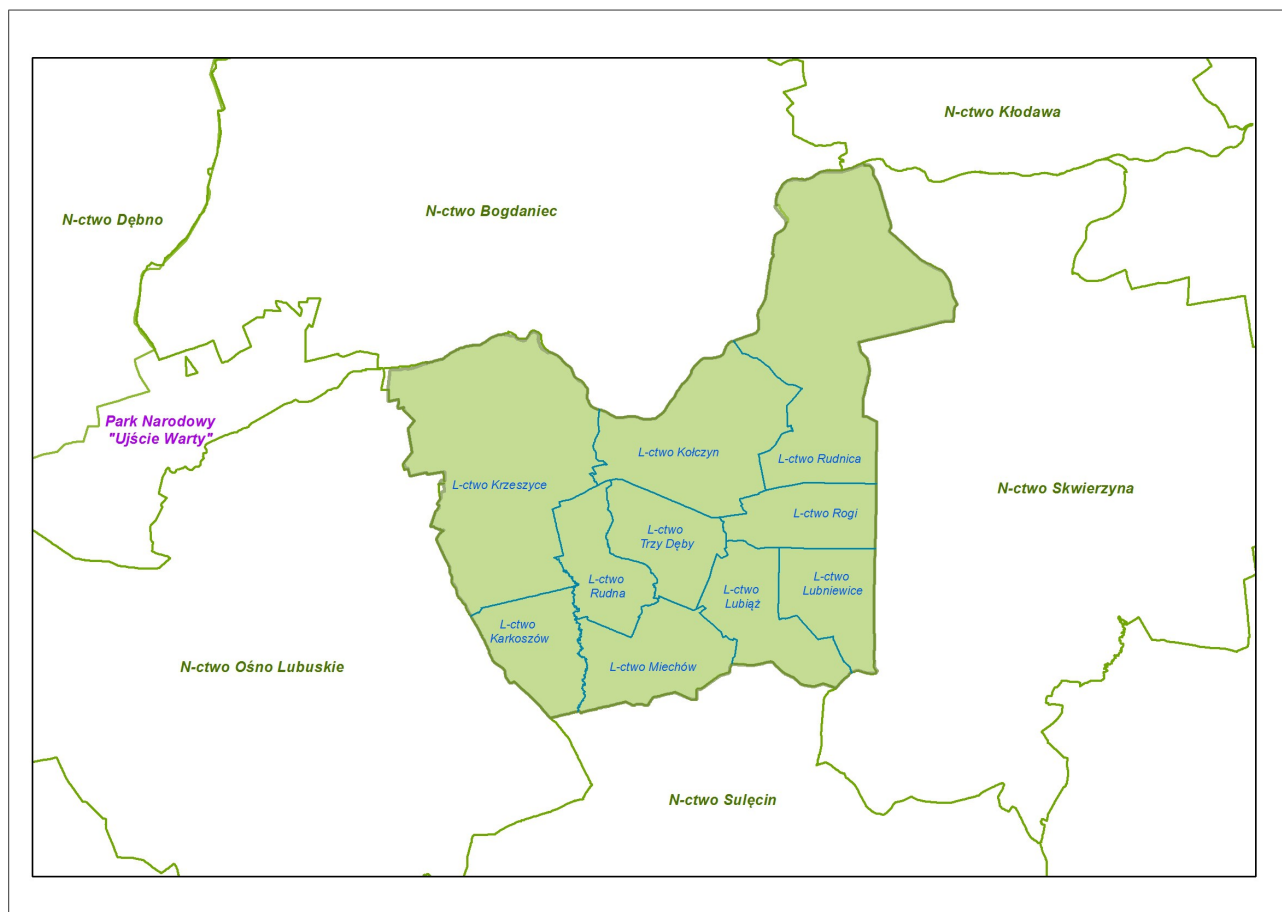 N-ctwo Kłodawa
N-ctwo Bogdaniec
N-ctwo Dębno
Park Narodowy
"Ujście Warty"
L-ctwo Kołczyn
L-ctwo Rudnica
L-ctwo Krzeszyce
N-ctwo Skwierzyna
L-ctwo Rogi
L-ctwo
Trzy Dęby
L-ctwo
Rudna
L-ctwo
Lubiąż
L-ctwo
Lubniewice
L-ctwo
Karkoszów
N-ctwo Ośno Lubuskie
L-ctwo Miechów
N-ctwo Sulęcin